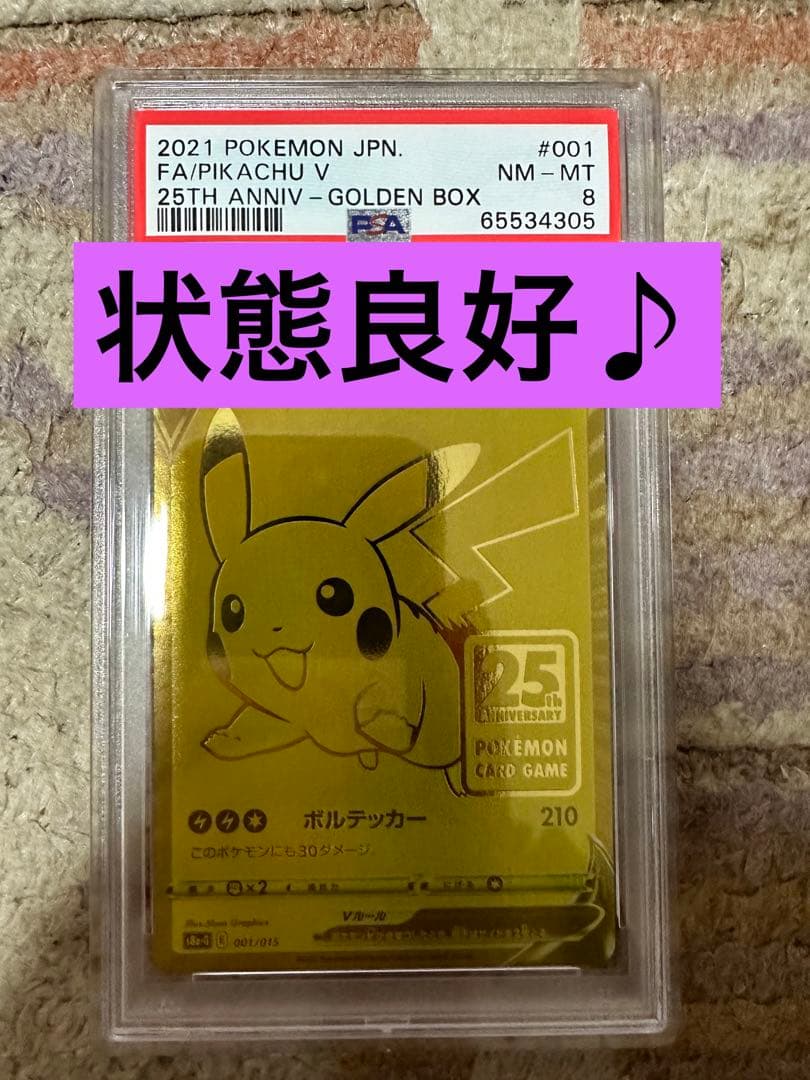 2021 POKEMON JPN. #001
FA/PIKACHU V NM - MT
25TH ANNIV - GOLDEN BOX 8
PSA 65534305
状態良好♪
25th
ANNIVERSARY
POKÉMON
CARD GAME
ボルテッカー 210
このポケモンにも30ダメージ。
×2
Vルール
001/015